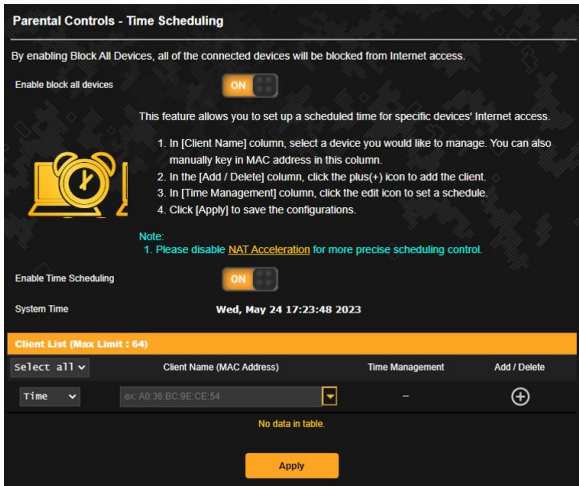 Parental Controls - Time Scheduling
By enabling Block All Devices, all of the connected devices will be blocked from Internet access.
Enable block all devices
ON
This feature allows you to set up a scheduled time for specific devices' Internet access.
1. In [Client Name] column, select a device you would like to manage. You can also
manually key in MAC address in this column.
2. In the [Add / Delete] column, click the plus(+) icon to add the client.
3. In [Time Management] column, click the edit icon to set a schedule.
4. Click [Apply] to save the configurations.
Note:
1. Please disable NAT Acceleration for more precise scheduling control.
Enable Time Scheduling
ON
System Time
Wed, May 24 17:23:48 2023
Client List (Max Limit : 64)
Select all
Client Name (MAC Address)
Time Management
Add / Delete
Time
ex: A0:36:BC:9E:CE:54
–
No data in table.
Apply